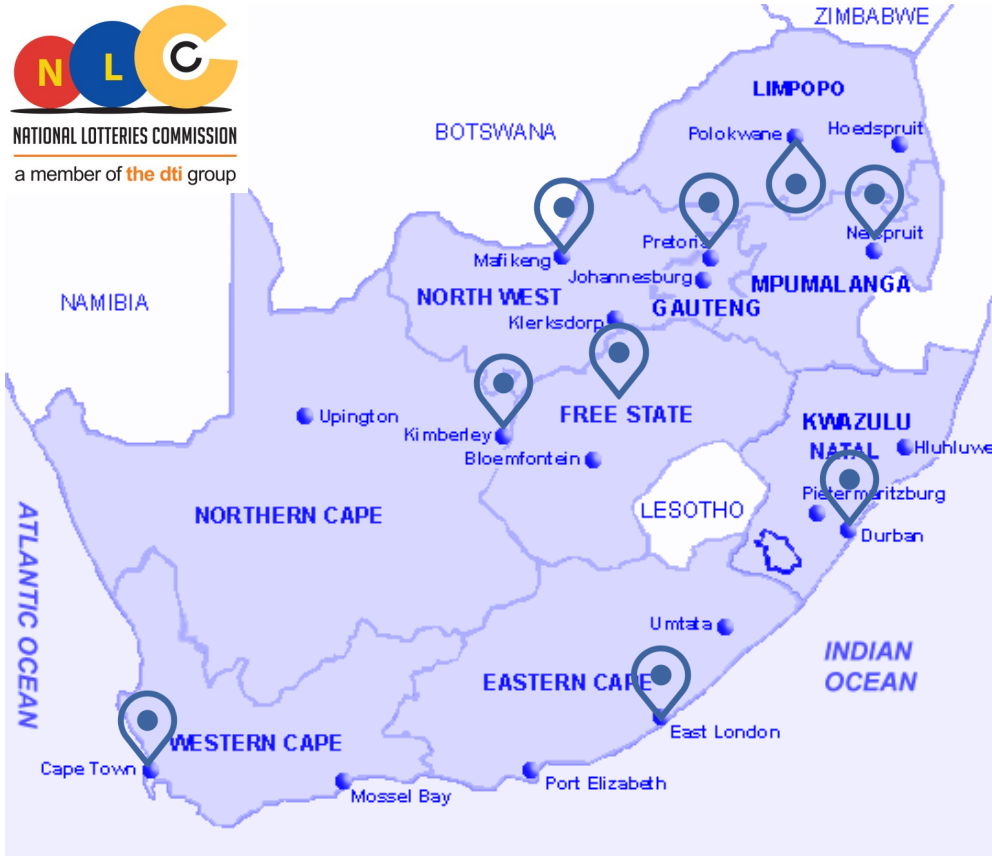 N L C
NATIONAL LOTTERIES COMMISSION
a member of the dti group
ZIMBABWE
LIMPOPO
BOTSWANA
Polokwane
Hoedspruit
Pretoria
Nelspruit
Mafikeng
Johannesburg
MPUMALANGA
NAMIBIA
NORTH WEST
GAUTENG
Klerksdorp
Upington
FREE STATE
KWAZULU
NATAL
Kimberley
Hluhluwe
Bloemfontein
Pietermaritzburg
NORTHERN CAPE
LESOTHO
Durban
ATLANTIC OCEAN
Umtata
INDIAN
OCEAN
EASTERN CAPE
East London
WESTERN CAPE
Cape Town
Port Elizabeth
Mossel Bay